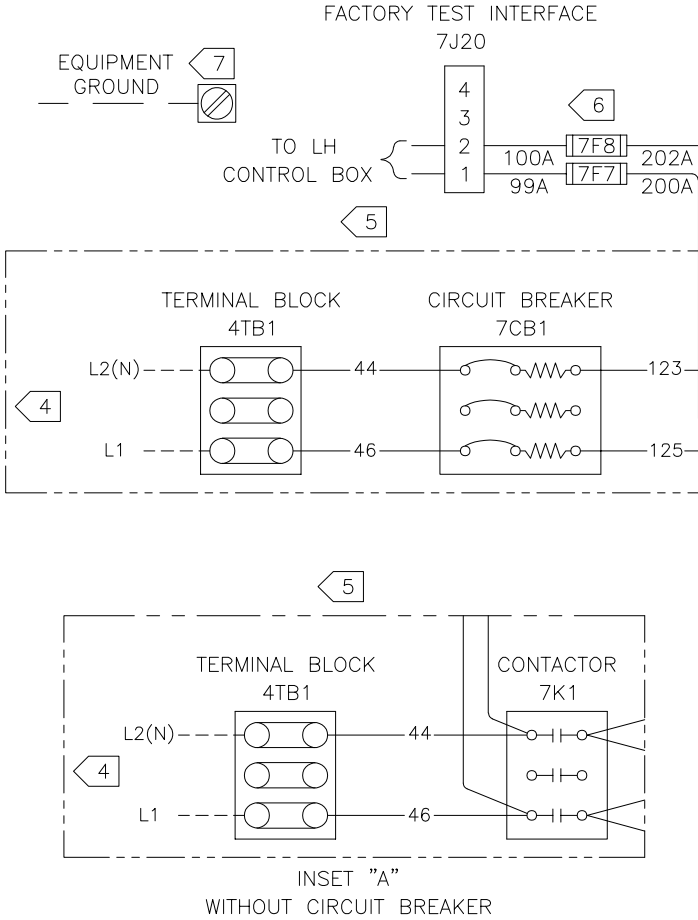 FACTORY TEST INTERFACE
7J20
EQUIPMENT
GROUND
7
4
3
2
1
6
TO LH
CONTROL BOX
100A
7F8
202A
99A
7F7
200A
5
TERMINAL BLOCK
4TB1
CIRCUIT BREAKER
7CB1
L2(N)
44
123
4
L1
46
125
5
TERMINAL BLOCK
4TB1
CONTACTOR
7K1
L2(N)
44
4
L1
46
INSET "A"
WITHOUT CIRCUIT BREAKER